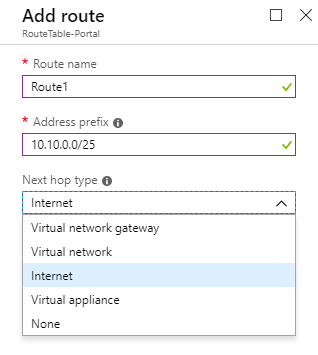 Add route
RouteTable-Portal
* Route name
Route1
* Address prefix
10.10.0.0/25
Next hop type
Internet
Virtual network gateway
Virtual network
Internet
Virtual appliance
None